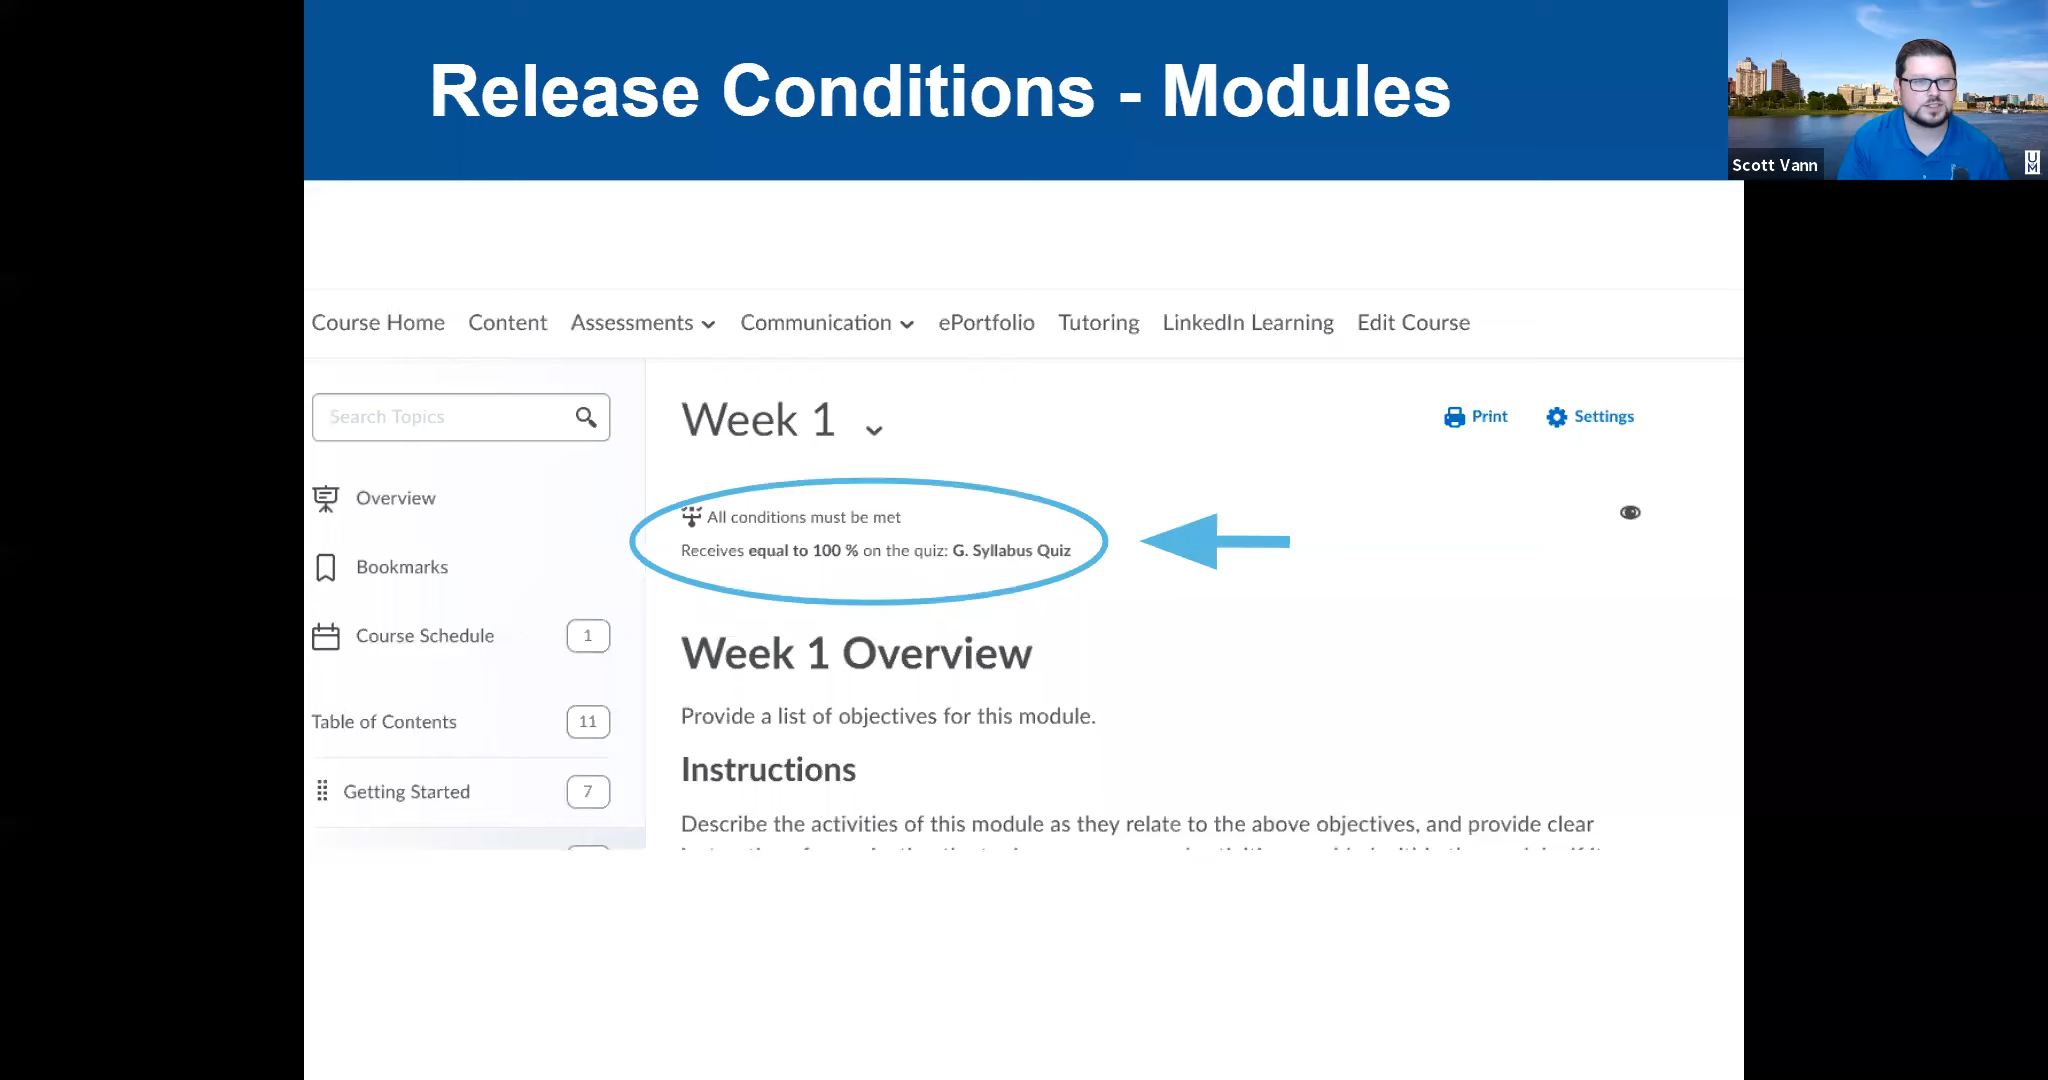 Release Conditions - Modules
Scott Vann
UM
Course Home Content Assessments Communication ePortfolio Tutoring LinkedIn Learning Edit Course
Search Topics
Overview
Bookmarks
Course Schedule 1
Table of Contents 11
Getting Started 7
Week 1
Print Settings
All conditions must be met
Receives equal to 100 % on the quiz: G. Syllabus Quiz
Week 1 Overview
Provide a list of objectives for this module.
Instructions
Describe the activities of this module as they relate to the above objectives, and provide clear